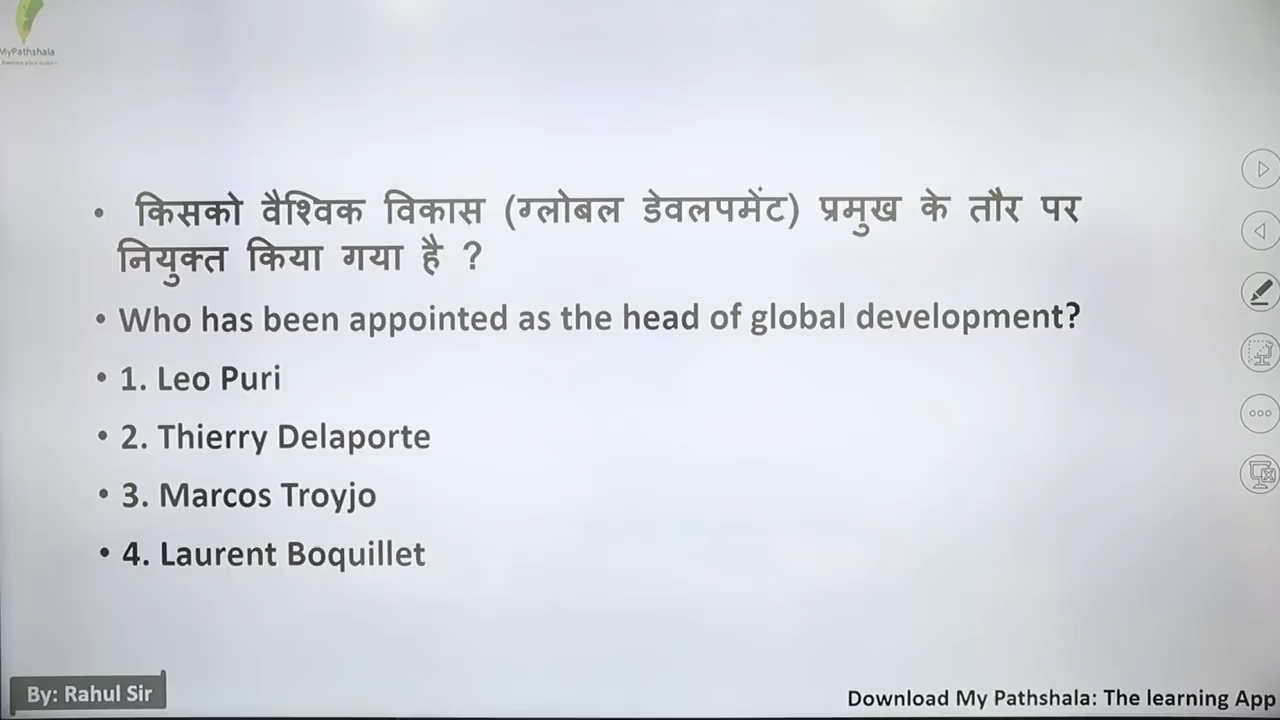 MyPathshala
• किसको वैश्विक विकास (ग्लोबल डेवलपमेंट) प्रमुख के तौर पर
नियुक्त किया गया है ?
• Who has been appointed as the head of global development?
• 1. Leo Puri
• 2. Thierry Delaporte
• 3. Marcos Troyjo
• 4. Laurent Boquillet
By: Rahul Sir
Download My Pathshala: The learning App